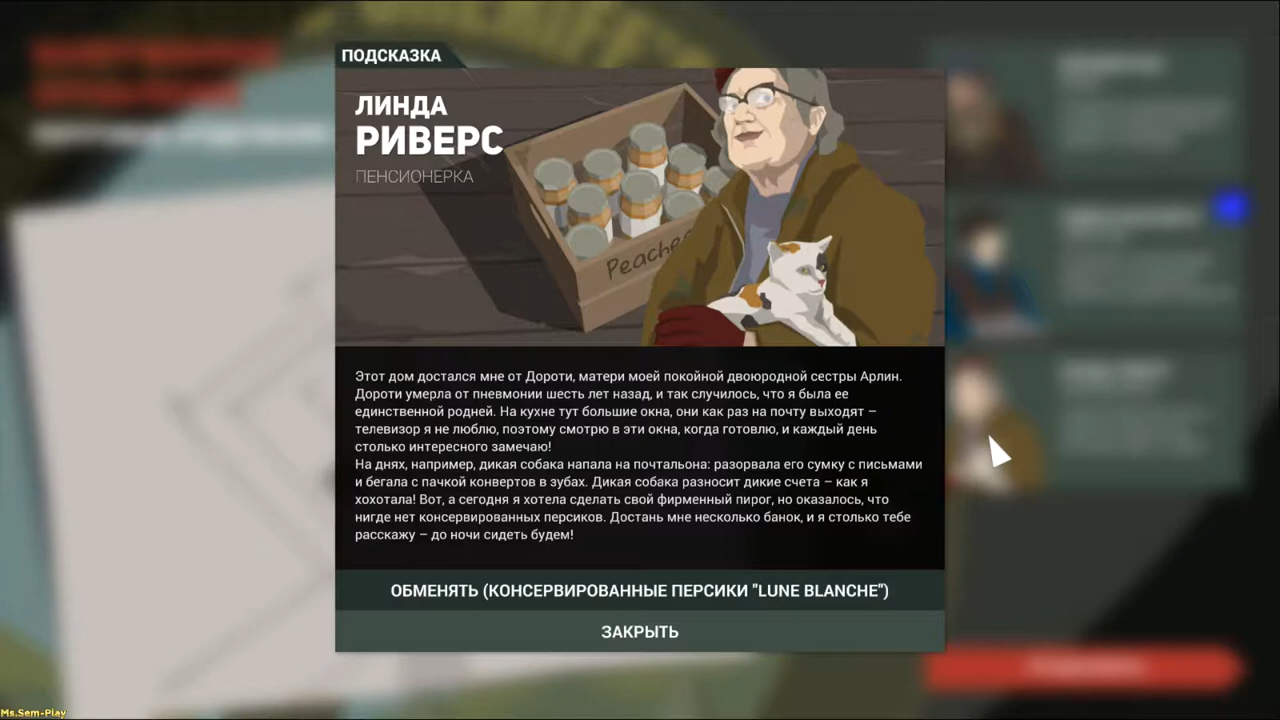 ПОДСКАЗКА
ЛИНДА
РИВЕРС
ПЕНСИОНЕРКА
Peaches
Этот дом достался мне от Дороти, матери моей покойной двоюродной сестры Арлин.
Дороти умерла от пневмонии шесть лет назад, и так случилось, что я была ее
единственной родней. На кухне тут большие окна, они как раз на почту выходят –
телевизор я не люблю, поэтому смотрю в эти окна, когда готовлю, и каждый день
столько интересного замечаю!
На днях, например, дикая собака напала на почтальона: разорвала его сумку с письмами
и бегала с пачкой конвертов в зубах. Дикая собака разносит дикие счета – как я
хохотала! Вот, а сегодня я хотела сделать свой фирменный пирог, но оказалось, что
нигде нет консервированных персиков. Достань мне несколько банок, и я столько тебе
расскажу – до ночи сидеть будем!
ОБМЕНЯТЬ (КОНСЕРВИРОВАННЫЕ ПЕРСИКИ "LUNE BLANCHE")
ЗАКРЫТЬ
Ms.Sem-Play